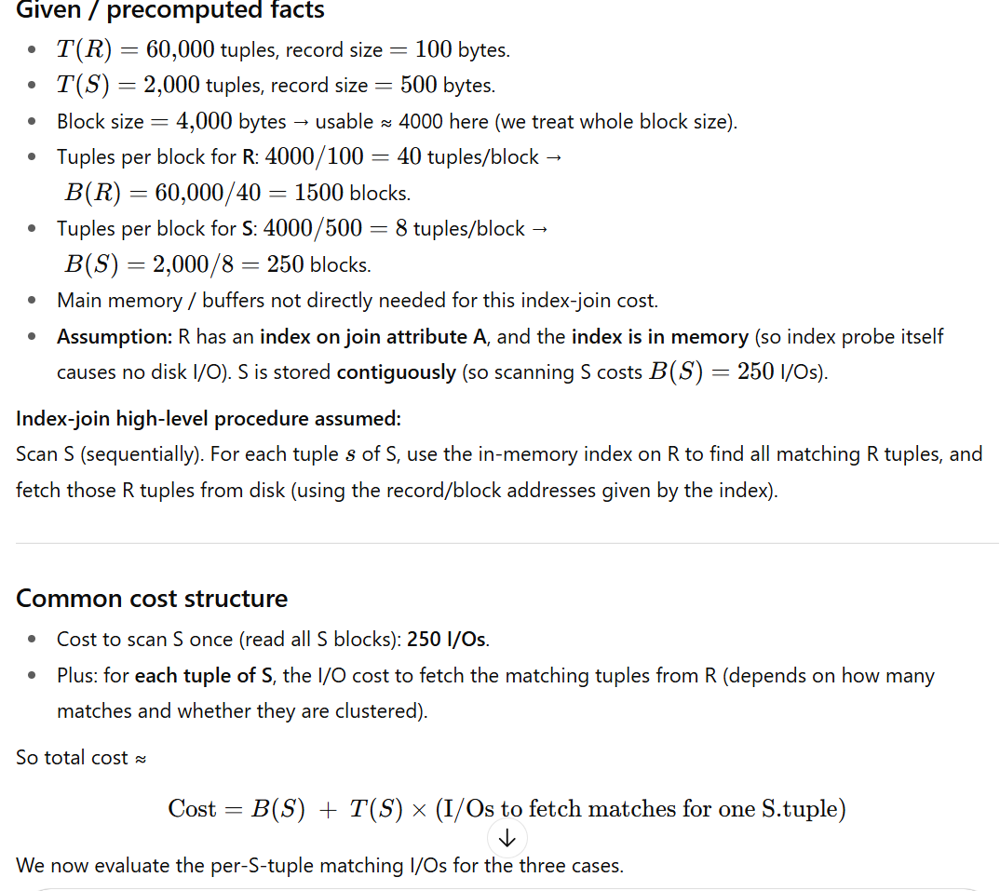 Given / precomputed facts
• T(R) = 60,000 tuples, record size = 100 bytes.
• T(S) = 2,000 tuples, record size = 500 bytes.
• Block size = 4,000 bytes → usable ≈ 4000 here (we treat whole block size).
• Tuples per block for R: 4000/100 = 40 tuples/block →
B(R) = 60,000/40 = 1500 blocks.
• Tuples per block for S: 4000/500 = 8 tuples/block →
B(S) = 2,000/8 = 250 blocks.
• Main memory / buffers not directly needed for this index-join cost.
• Assumption: R has an index on join attribute A, and the index is in memory (so index probe itself
causes no disk I/O). S is stored contiguously (so scanning S costs B(S) = 250 I/Os).
Index-join high-level procedure assumed:
Scan S (sequentially). For each tuple s of S, use the in-memory index on R to find all matching R tuples, and
fetch those R tuples from disk (using the record/block addresses given by the index).
Common cost structure
• Cost to scan S once (read all S blocks): 250 I/Os.
• Plus: for each tuple of S, the I/O cost to fetch the matching tuples from R (depends on how many
matches and whether they are clustered).
So total cost ≈
Cost = B(S) + T(S) × (I/Os to fetch matches for one S.tuple)
We now evaluate the per-S-tuple matching I/Os for the three cases.